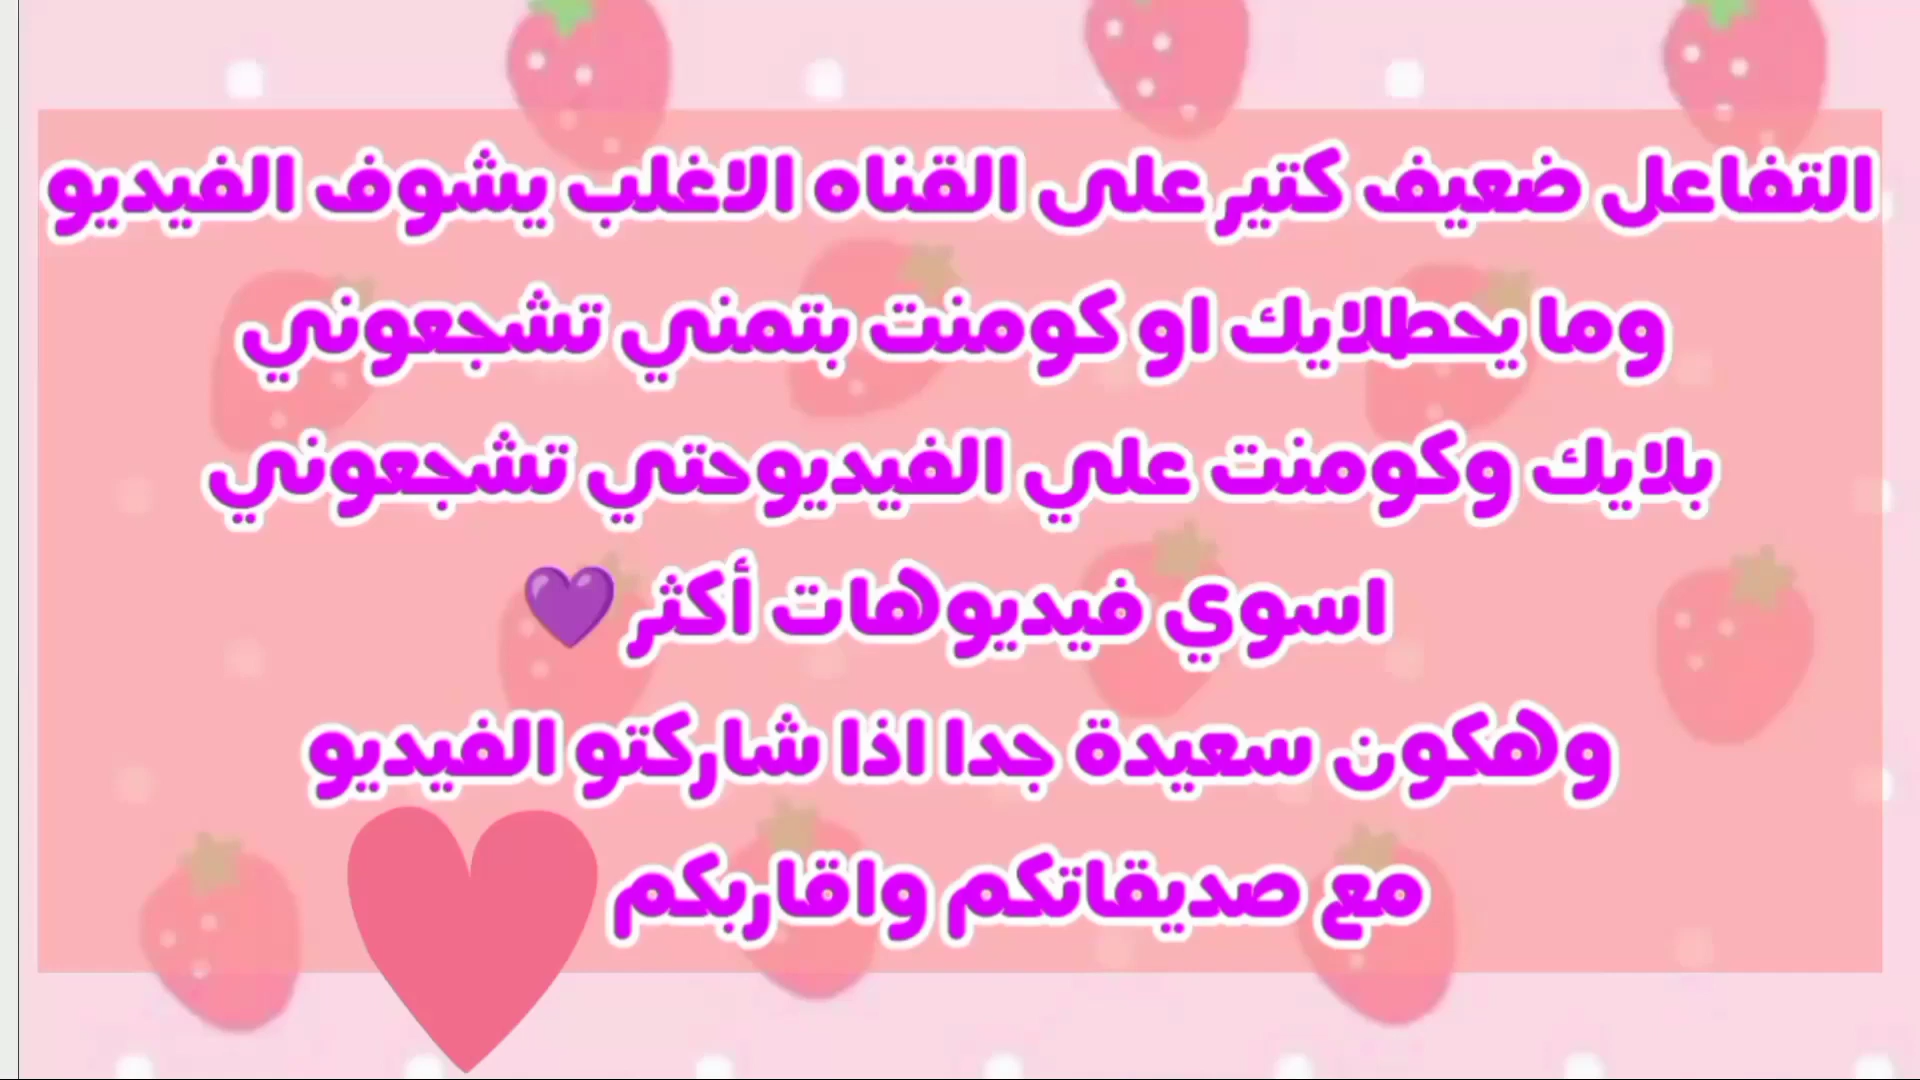 التفاعل ضعيف كتير على القناه الاغلب يشوف الفيديو
وما يحطلايك او كومنت بتمني تشجعوني
بلايك وكومنت علي الفيديوحتي تشجعوني
اسوي فيديوهات أكثر 💜
وهكون سعيدة جدا اذا شاركتو الفيديو
مع صديقاتكم واقاربكم